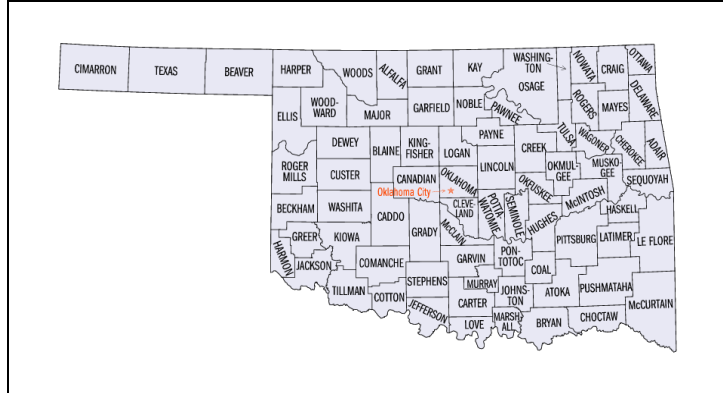 CIMARRON
TEXAS
BEAVER
HARPER
WOODS
ALFALFA
GRANT
KAY
WASHING-
TON
OSAGE
NOWATA
CRAIG
OTTAWA
ELLIS
WOOD-
WARD
MAJOR
GARFIELD
NOBLE
PAWNEE
ROGERS
MAYES
DELAWARE
DEWEY
BLAINE
KING-
FISHER
LOGAN
PAYNE
CREEK
TULSA
WAGONER
CHEROKEE
ADAIR
ROGER
MILLS
CUSTER
CANADIAN
OKLAHOMA
LINCOLN
OKFUSKEE
OKMUL-
GEE
MUSKO-
GEE
SEQUOYAH
Oklahoma City
BECKHAM
WASHITA
CADDO
GRADY
CLEVE-
LAND
McCLAIN
POTTA-
WATOMIE
SEMINOLE
HUGHES
McINTOSH
HASKELL
GREER
KIOWA
HARMON
JACKSON
COMANCHE
GARVIN
PON-
TOTOC
PITTSBURG
LATIMER
LE FLORE
TILLMAN
COTTON
STEPHENS
JEFFERSON
MURRAY
CARTER
JOHNS-
TON
COAL
ATOKA
PUSHMATAHA
McCURTAIN
LOVE
MARSH
ALL
BRYAN
CHOCTAW